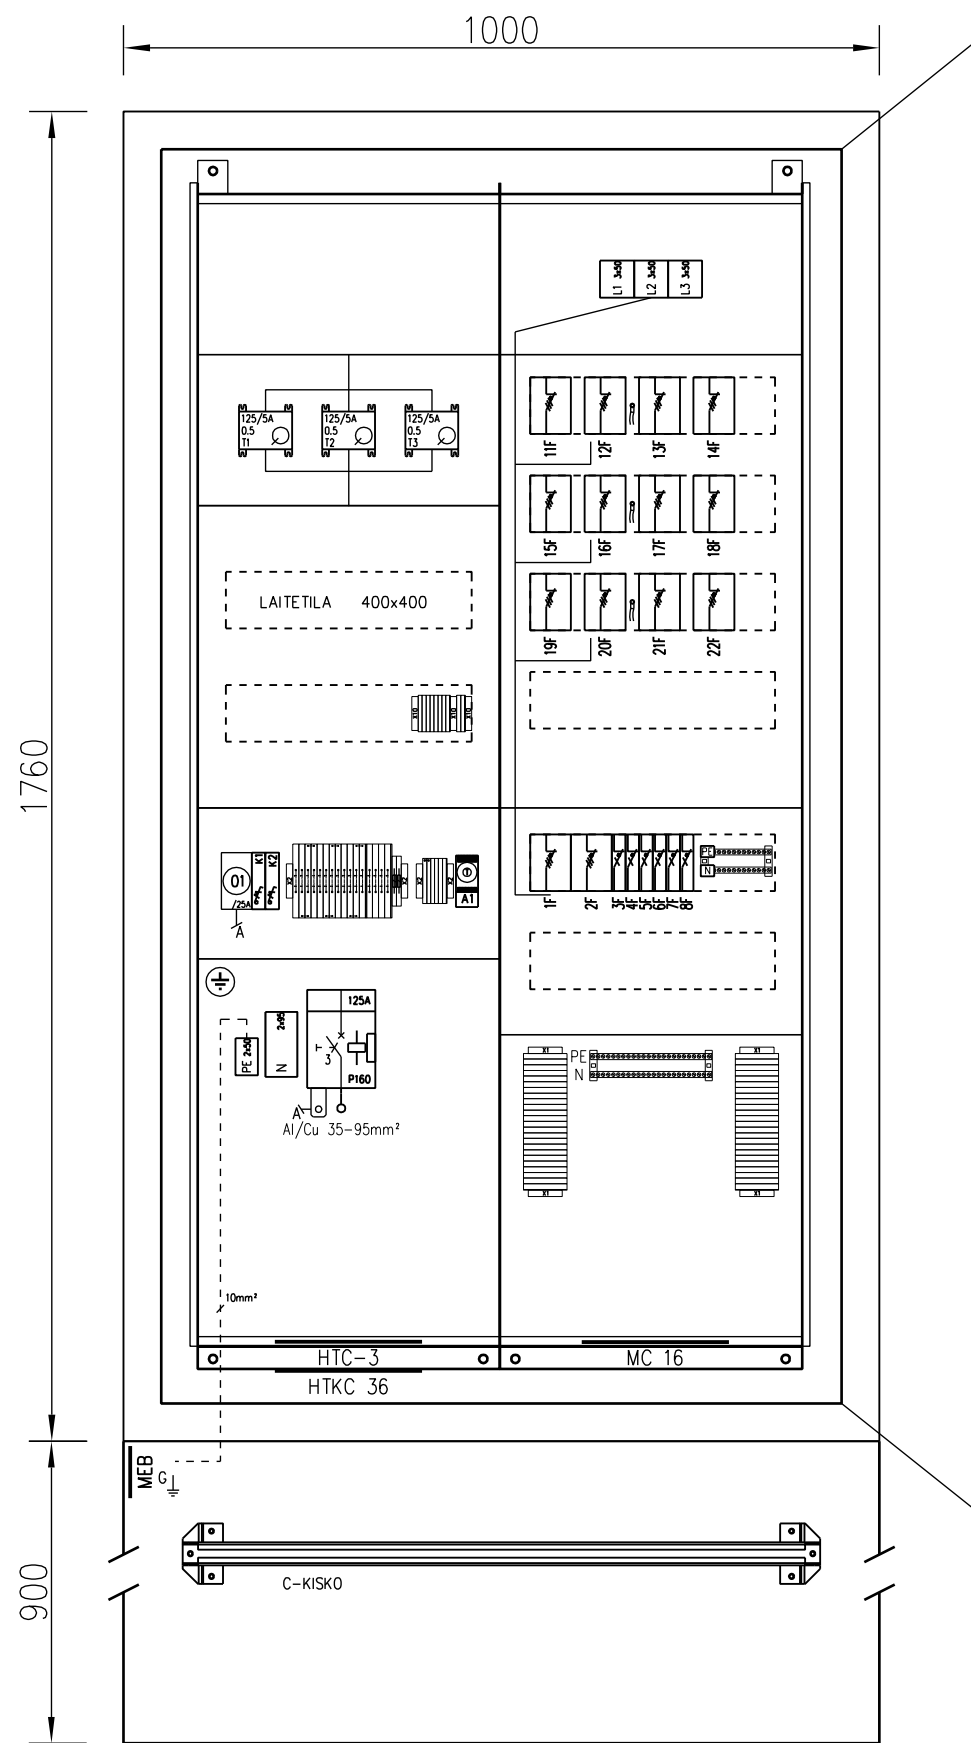 1000
L1 3x50
L2 3x50
L3 3x50
125/5A
0.5
T1
125/5A
0.5
T2
125/5A
0.5
T3
11F
12F
13F
14F
15F
16F
17F
18F
LAITETILA 400x400
19F
20F
21F
22F
X10
X10
X10
1760
01
/25A
K1
K2
A
X2
X2
X2
X2
A1
PE
N
1F
2F
3F
4F
5F
6F
7F
8F
PE 2x50
N 2x95
125A
3
P160
A
Al/Cu 35-95mm²
PE
N
X1
X1
X1
X1
10mm²
HTC-3
MC 16
HTKC 36
MEB
G
C-KISKO
900